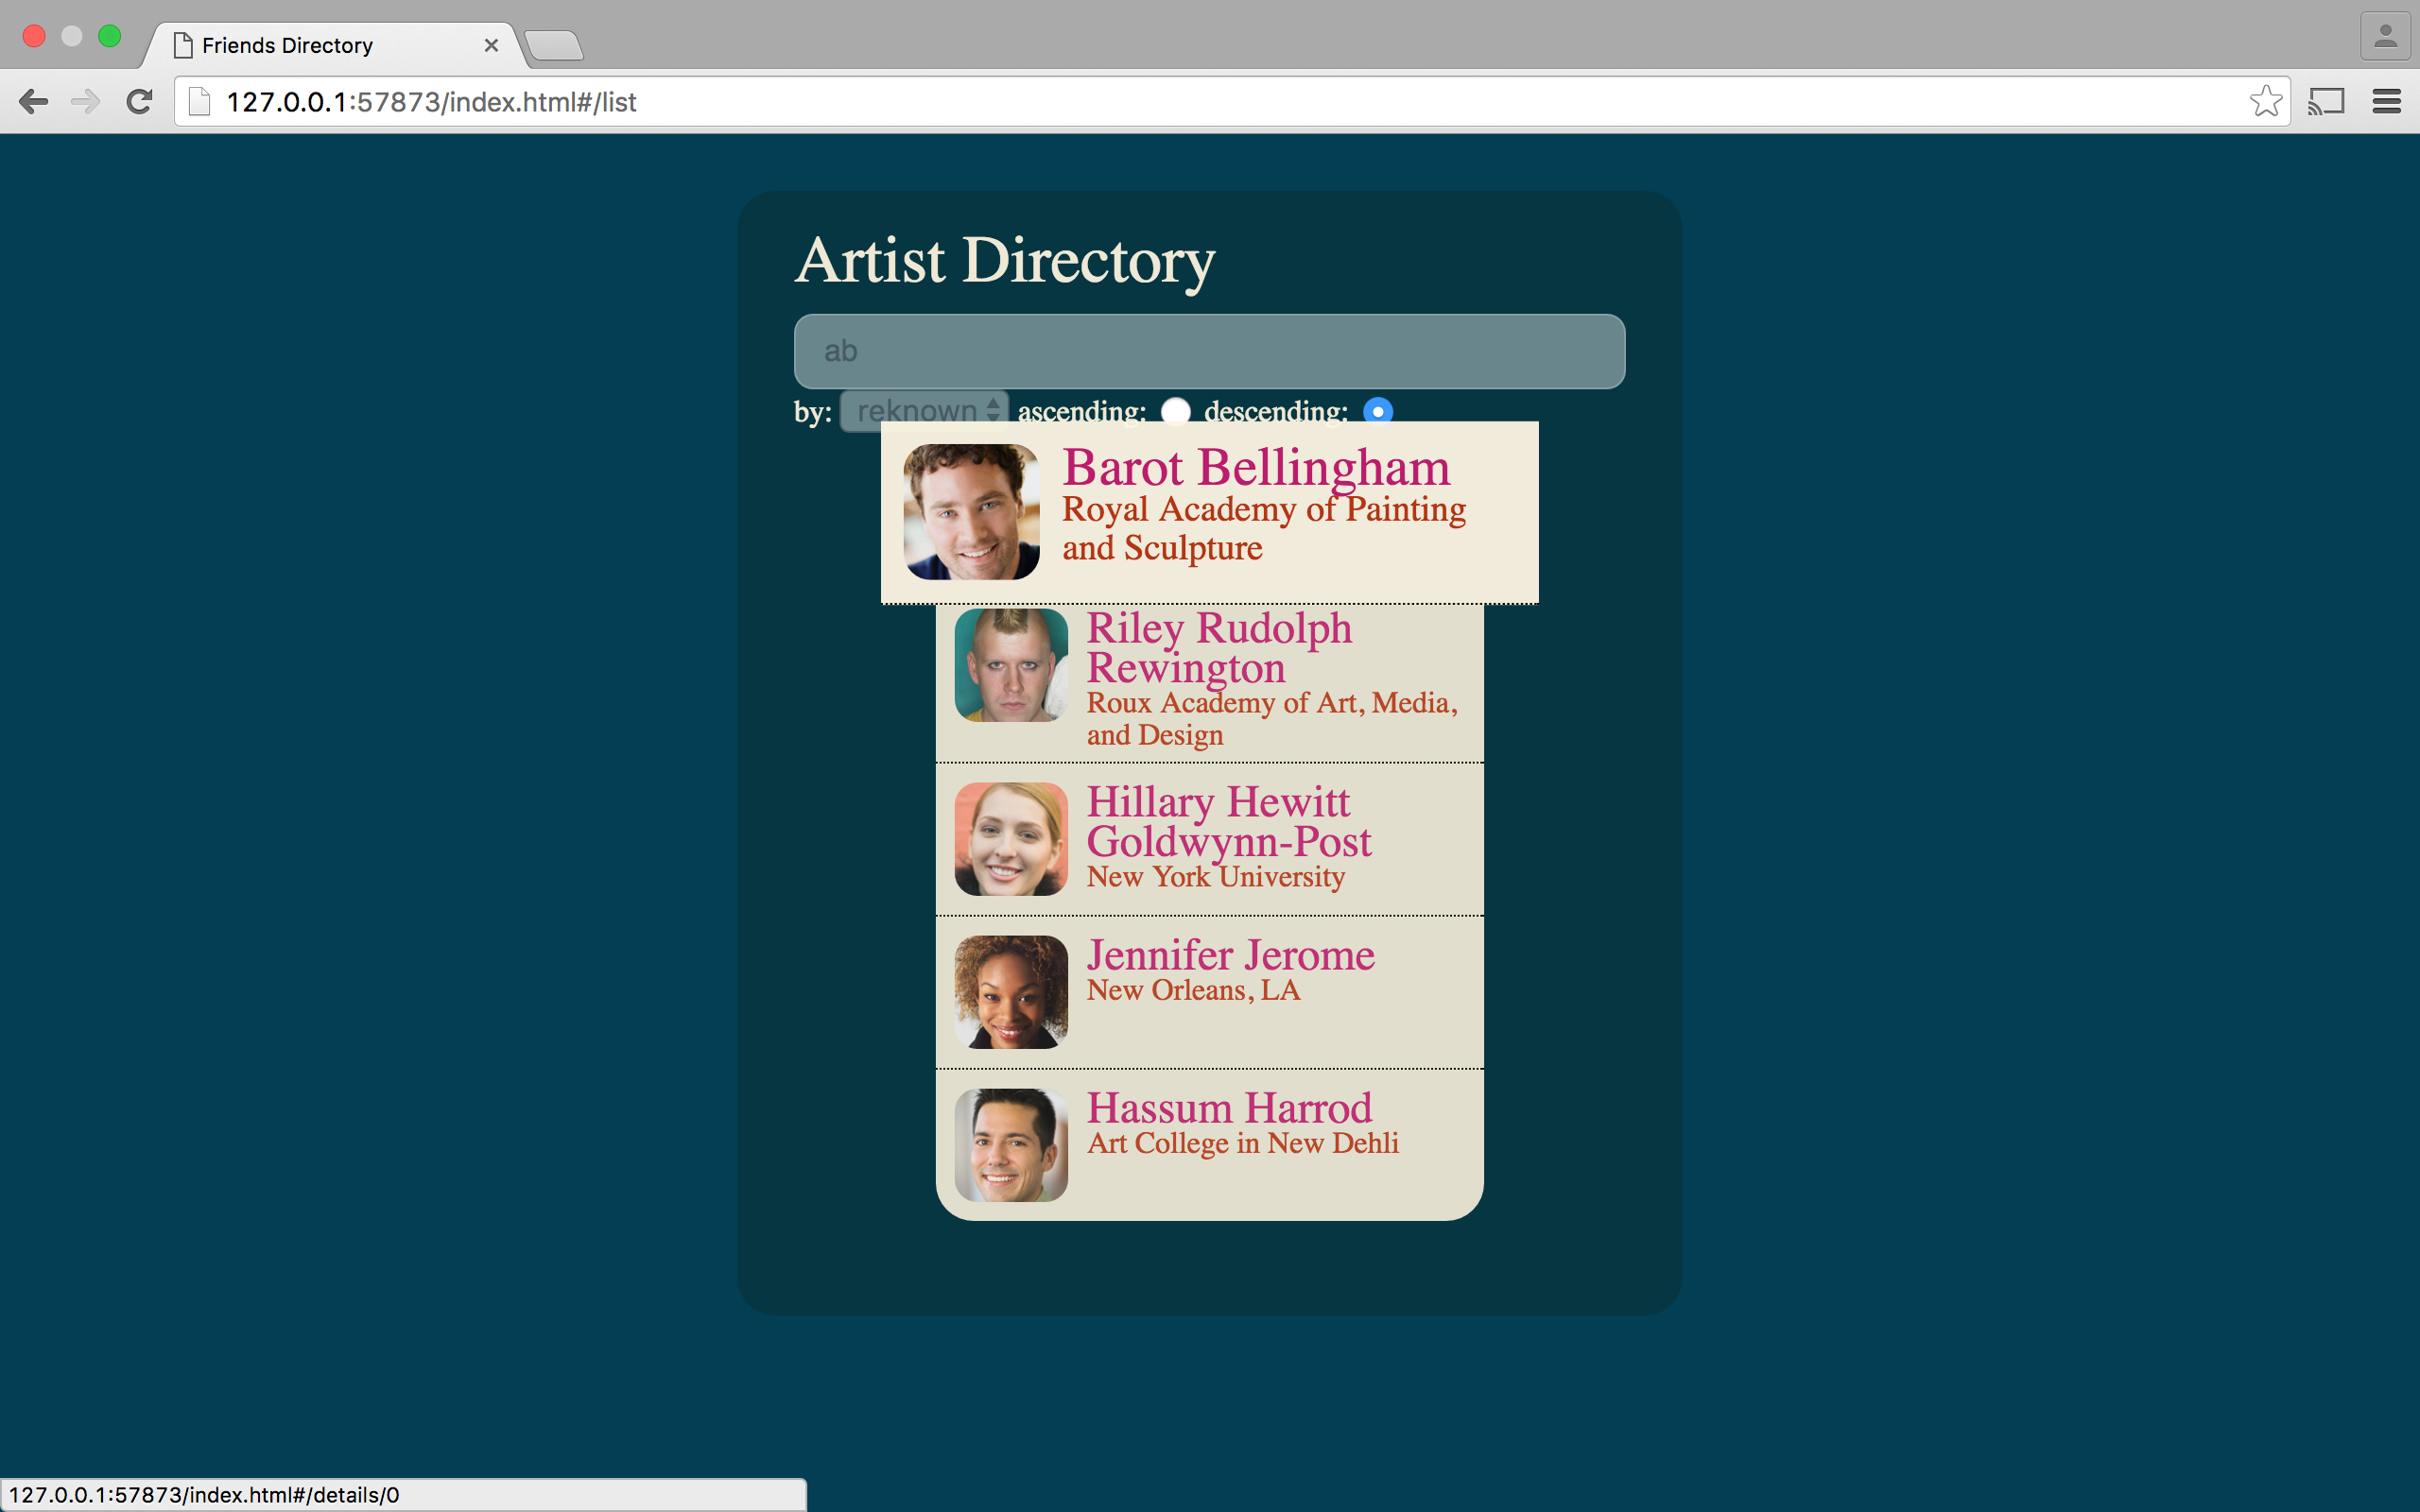 Friends Directory
127.0.0.1:57873/index.html#/list
Artist Directory
ab
by: reknown ascending: descending:
Barot Bellingham
Royal Academy of Painting
and Sculpture
Riley Rudolph
Rewington
Roux Academy of Art, Media,
and Design
Hillary Hewitt
Goldwynn-Post
New York University
Jennifer Jerome
New Orleans, LA
Hassum Harrod
Art College in New Dehli
127.0.0.1:57873/index.html#/details/0